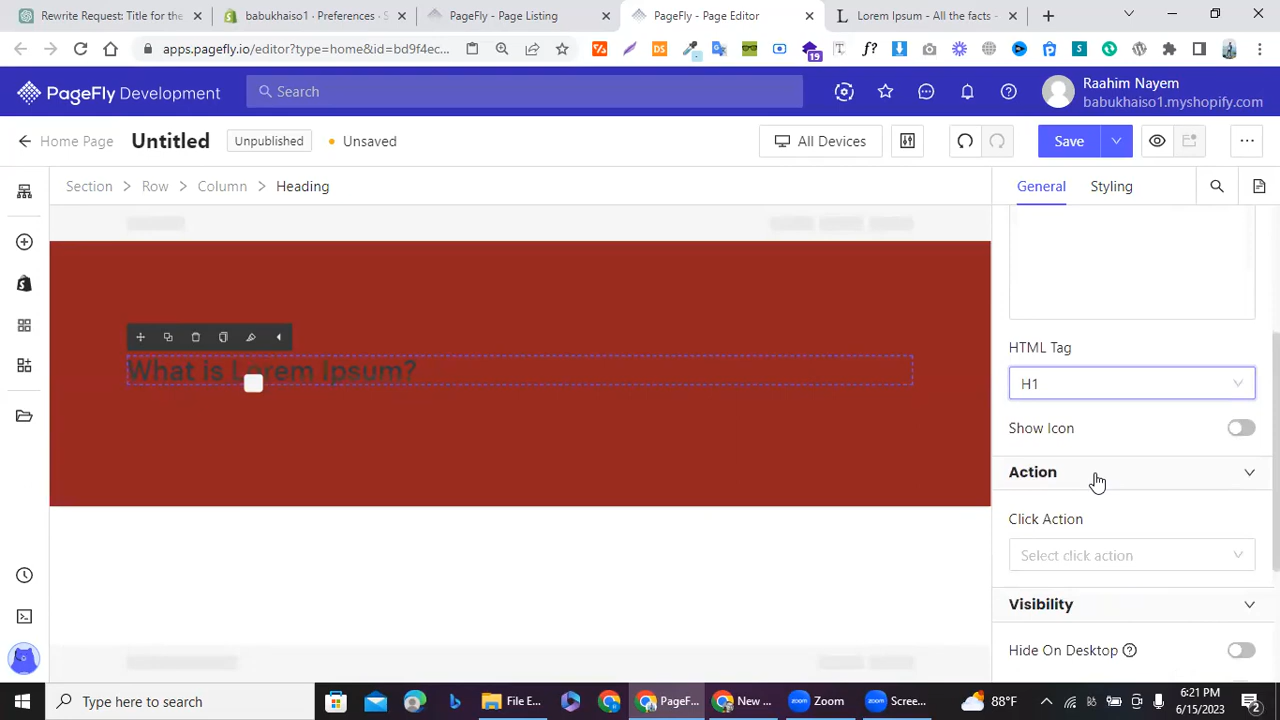 Rewrite Request: Title for the
babukhaiso1 · Preferences · S
PageFly - Page Listing
PageFly - Page Editor
Lorem Ipsum - All the facts -
apps.pagefly.io/editor?type=home&id=bd9f4ec...
19
PageFly Development
Search
Raahim Nayem
babukhaiso1.myshopify.com
Home Page
Untitled
Unpublished
Unsaved
All Devices
Save
Section > Row > Column > Heading
General
Styling
What is Lorem Ipsum?
HTML Tag
H1
Show Icon
Action
Click Action
Select click action
Visibility
Hide On Desktop
Type here to search
File E...
PageF...
New ...
Zoom
Scree...
88°F
6:21 PM
6/15/2023
2